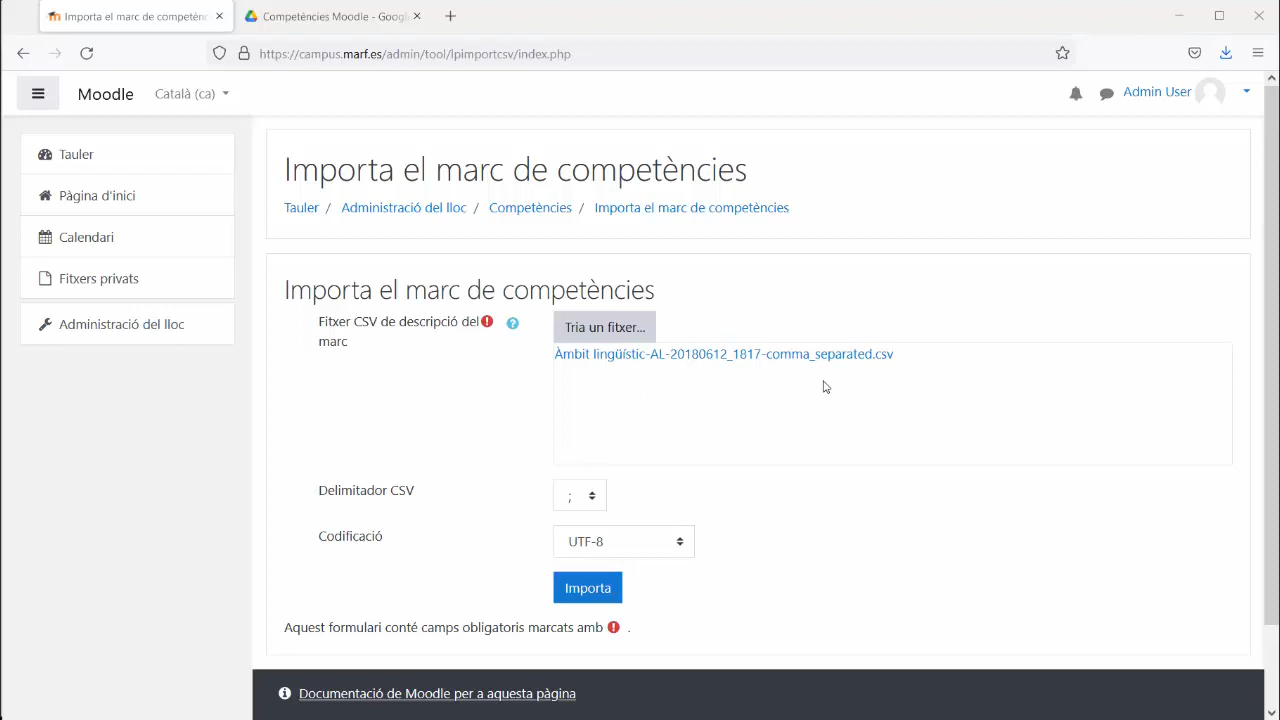 Importa el marc de competènc
Competències Moodle - Googl
https://campus.marf.es/admin/tool/lpimportcsv/index.php
Moodle
Català (ca)
Admin User
Tauler
Pàgina d'inici
Calendari
Fitxers privats
Administració del lloc
Importa el marc de competències
Tauler / Administració del lloc / Competències / Importa el marc de competències
Importa el marc de competències
Fitxer CSV de descripció del
marc
Tria un fitxer...
Àmbit lingüístic-AL-20180612_1817-comma_separated.csv
Delimitador CSV
;
Codificació
UTF-8
Importa
Aquest formulari conté camps obligatoris marcats amb .
Documentació de Moodle per a aquesta pàgina